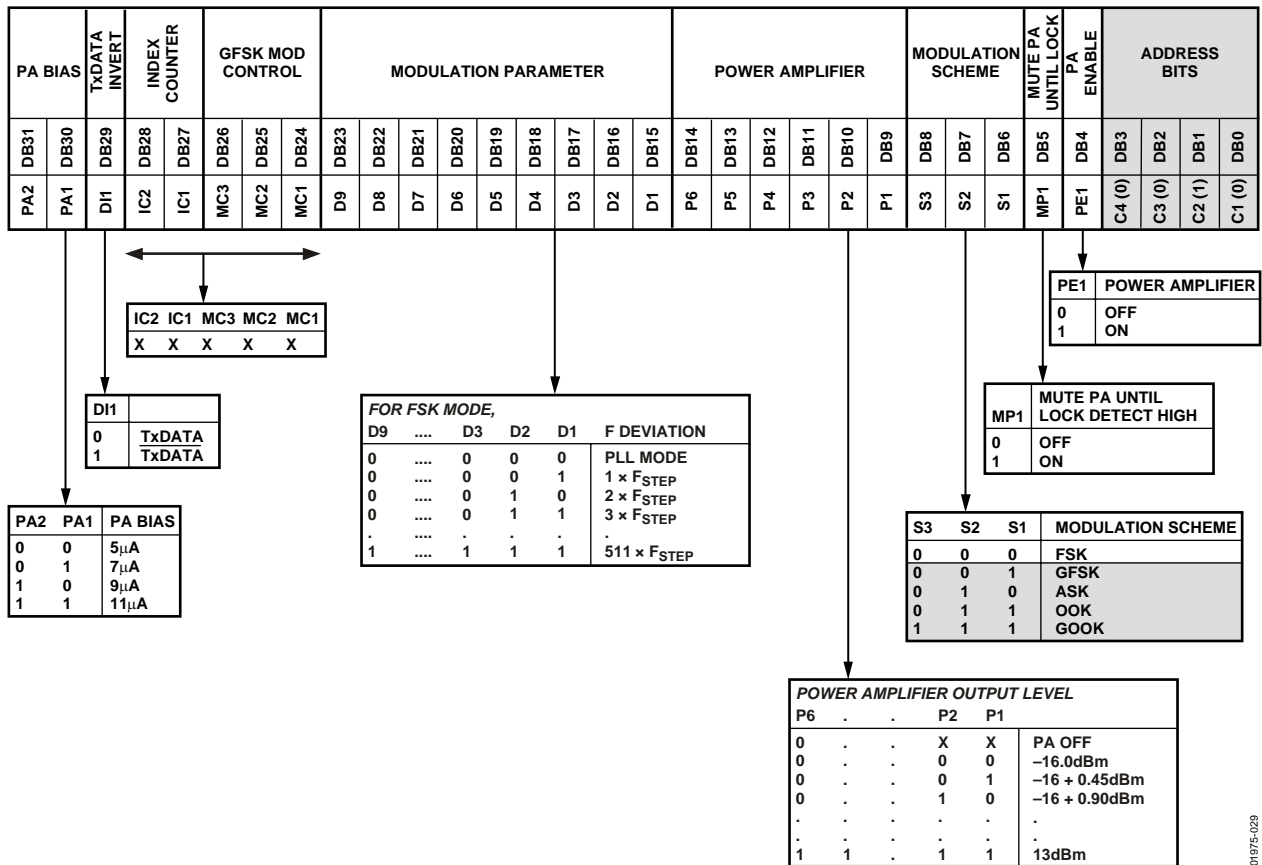 PA BIAS
TxDATA
INVERT
INDEX
COUNTER
GFSK MOD
CONTROL
MODULATION PARAMETER
POWER AMPLIFIER
MODULATION
SCHEME
MUTE PA
UNTIL LOCK
PA
ENABLE
ADDRESS
BITS
DB31 DB30 DB29 DB28 DB27 DB26 DB25 DB24 DB23 DB22 DB21 DB20 DB19 DB18 DB17 DB16 DB15 DB14 DB13 DB12 DB11 DB10 DB9 DB8 DB7 DB6 DB5 DB4 DB3 DB2 DB1 DB0
PA2 PA1 DI1 IC2 IC1 MC3 MC2 MC1 D9 D8 D7 D6 D5 D4 D3 D2 D1 P6 P5 P4 P3 P2 P1 S3 S2 S1 MP1 PE1 C4 (0) C3 (0) C2 (1) C1 (0)
PE1 POWER AMPLIFIER
0 OFF
1 ON
IC2 IC1 MC3 MC2 MC1
X X X X X
MUTE PA UNTIL
MP1 LOCK DETECT HIGH
0 OFF
1 ON
DI1
0 TxDATA
1 TxDATA
FOR FSK MODE,
D9 .... D3 D2 D1 F DEVIATION
0 .... 0 0 0 PLL MODE
0 .... 0 0 1 1 × FSTEP
0 .... 0 1 0 2 × FSTEP
0 .... 0 1 1 3 × FSTEP
. .... . . . .
1 .... 1 1 1 511 × FSTEP
PA2 PA1 PA BIAS
0 0 5µA
0 1 7µA
1 0 9µA
1 1 11µA
S3 S2 S1 MODULATION SCHEME
0 0 0 FSK
0 0 1 GFSK
0 1 0 ASK
0 1 1 OOK
1 1 1 GOOK
POWER AMPLIFIER OUTPUT LEVEL
P6 . . P2 P1
0 . . X X PA OFF
0 . . 0 0 –16.0dBm
0 . . 0 1 –16 + 0.45dBm
0 . . 1 0 –16 + 0.90dBm
. . . . . .
. . . . . .
1 1 . 1 1 13dBm
01975-029